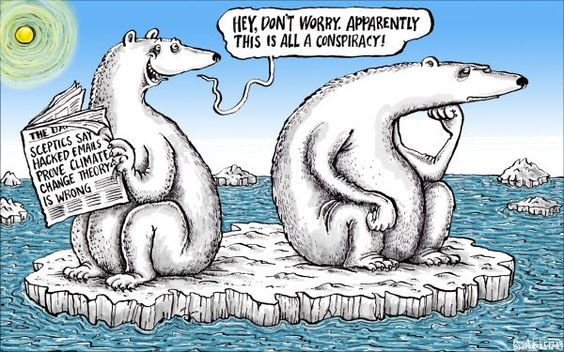 HEY, DON'T WORRY. APPARENTLY
THIS IS ALL A CONSPIRACY!
THE DA
SCEPTICS SAY
HACKED EMAILS
PROVE CLIMATE
CHANGE THEORY
IS WRONG